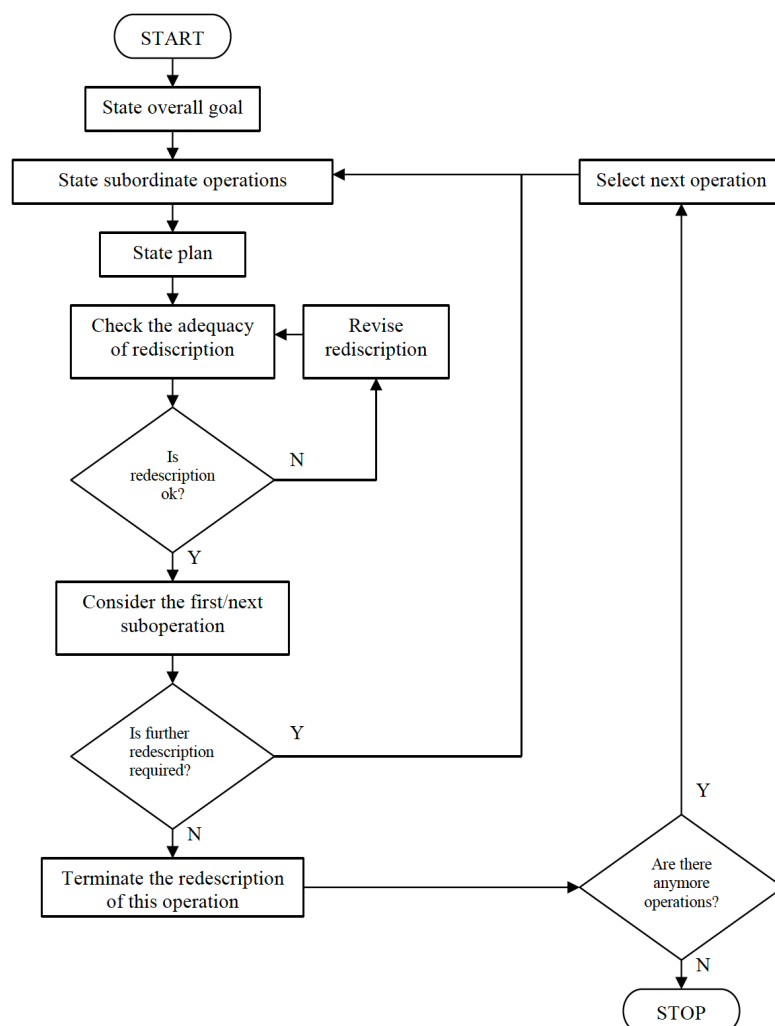 START
State overall goal
State subordinate operations
Select next operation
State plan
Check the adequacy
of rediscription
Revise
rediscription
Is
redescription
ok?
N
Y
Consider the first/next
suboperation
Is further
redescription
required?
Y
N
Terminate the redescription
of this operation
Y
Are there
anymore
operations?
N
STOP